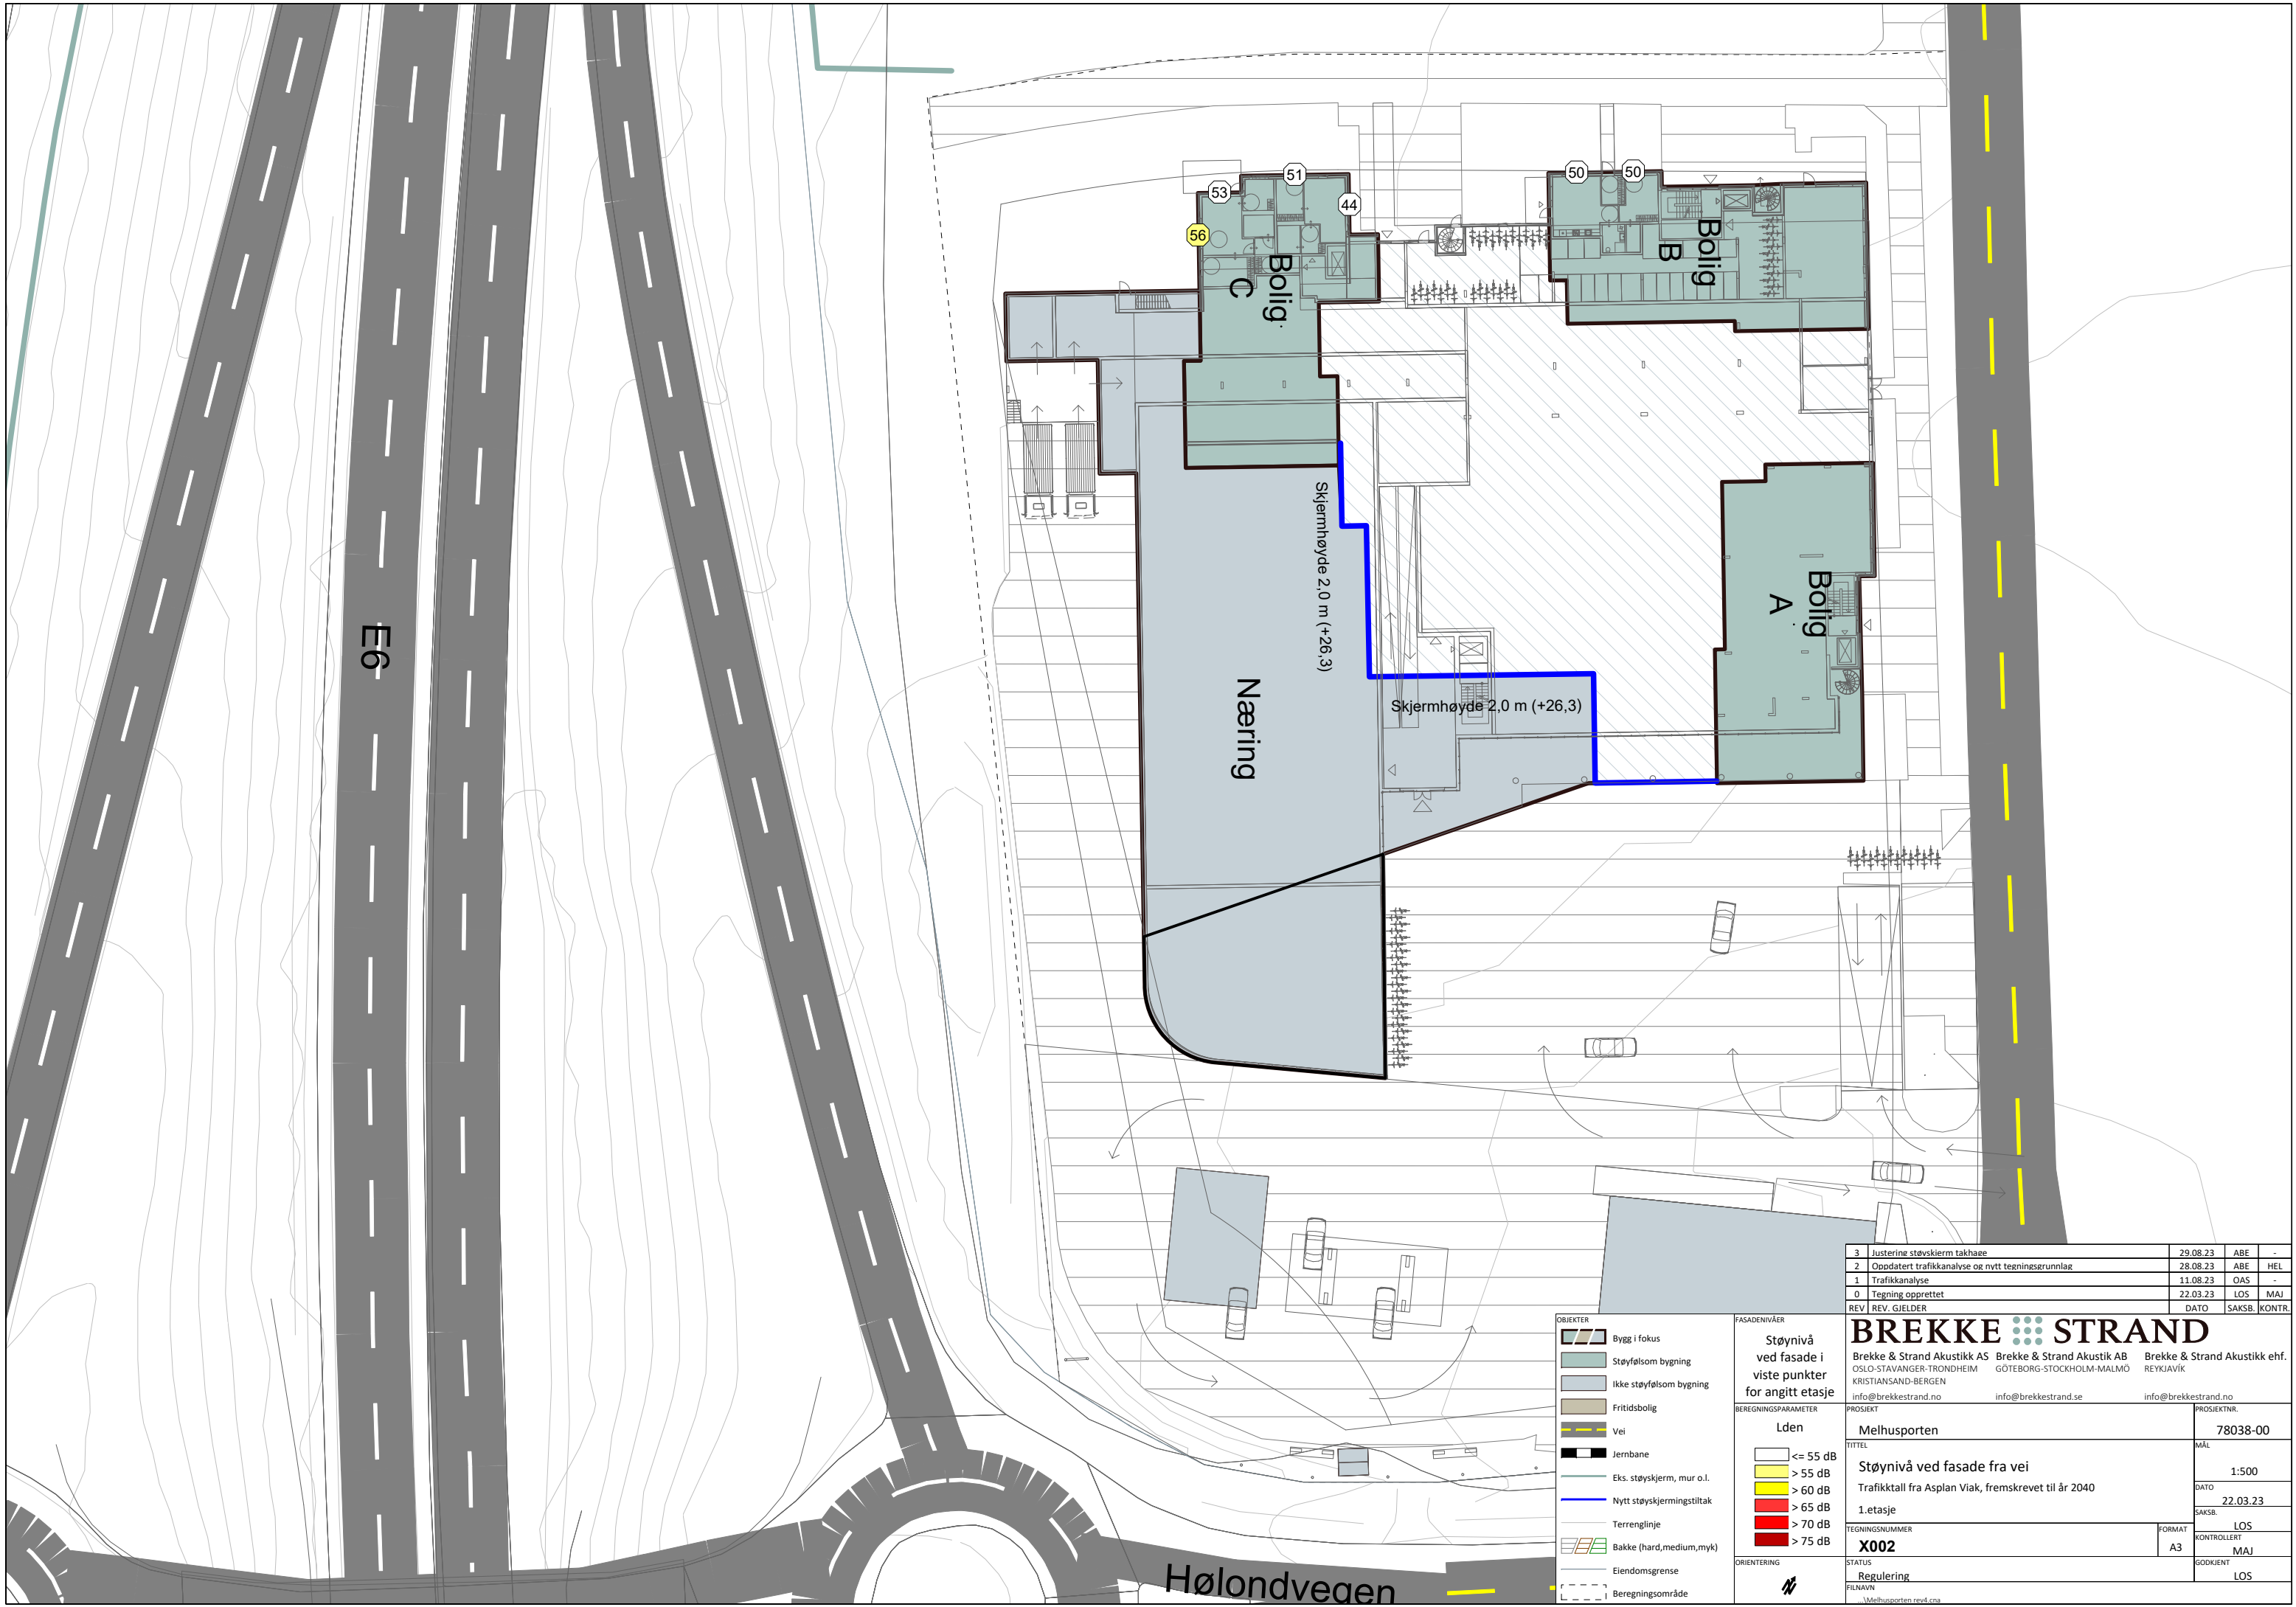 53
51
44
56
50
50
Bolig
C
Bolig
B
Bolig
A
E6
Skjermhøyde 2,0 m (+26,3)
Skjermhøyde 2,0 m (+26,3)
Næring
Hølondvegen
3 Justering støyskjerm takhage 29.08.23 ABE -
2 Oppdatert trafikkanalyse og nytt tegningsgrunnlag 28.08.23 ABE HEL
1 Trafikkanalyse 11.08.23 OAS -
0 Tegning opprettet 22.03.23 LOS MAJ
REV REV. GJELDER DATO SAKSB. KONTR.
OBJEKTER
Bygg i fokus
Støyfølsom bygning
Ikke støyfølsom bygning
Fritidsbolig
Vei
Jernbane
Eks. støyskjerm, mur o.l.
Nytt støyskjermingstiltak
Terrenglinje
Bakke (hard,medium,myk)
Eiendomsgrense
Beregningsområde
FASADENIVÅER
Støynivå
ved fasade i
viste punkter
for angitt etasje
BEREGNINGSPARAMETER
Lden
<= 55 dB
> 55 dB
> 60 dB
> 65 dB
> 70 dB
> 75 dB
ORIENTERING
N
BREKKE STRAND
Brekke & Strand Akustikk AS Brekke & Strand Akustik AB Brekke & Strand Akustikk ehf.
OSLO-STAVANGER-TRONDHEIM GÖTEBORG-STOCKHOLM-MALMÖ REYKJAVÍK
KRISTIANSAND-BERGEN
info@brekkestrand.no info@brekkestrand.se info@brekkestrand.no
PROSJEKT
Melhusporten
PROSJEKTNR.
78038-00
TITTEL
Støynivå ved fasade fra vei
Trafikktall fra Asplan Viak, fremskrevet til år 2040
1.etasje
MÅL
1:500
DATO
22.03.23
SAKSB.
LOS
TEGNINGSNUMMER
X002
FORMAT
A3
KONTROLLERT
MAJ
STATUS
Regulering
GODKJENT
LOS
FILNAVN
...\Melhusporten rev4.cna